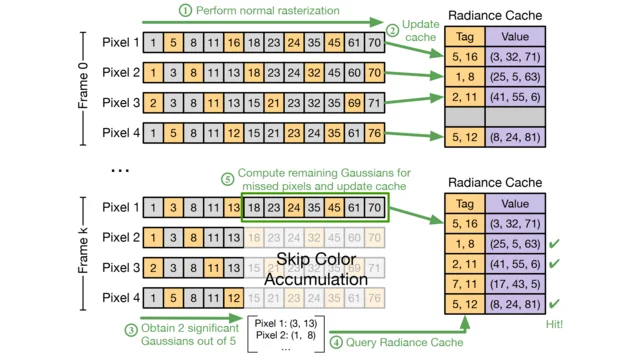 ① Perform normal rasterization
② Update cache
Radiance Cache
Frame 0
Pixel 1 1 5 8 11 16 18 23 24 35 45 61 70
Pixel 2 1 3 8 11 13 18 23 24 32 45 60 70
Pixel 3 2 3 8 11 13 15 21 23 32 35 69 71
Pixel 4 1 5 8 11 12 15 21 23 24 35 61 76
Tag Value
5, 16 (3, 32, 71)
1, 8 (25, 5, 63)
2, 11 (41, 55, 6)
5, 12 (8, 24, 81)
...
⑤ Compute remaining Gaussians for
missed pixels and update cache
Radiance Cache
Frame k
Pixel 1 1 3 8 11 13 18 23 24 35 45 61 70
Pixel 2 1 3 8 11 13 18 23 24 32 45 60 70
Pixel 3 2 3 8 11 13 15 21 23 32 35 69 71
Pixel 4 1 5 8 11 12 15 21 23 24 35 61 76
Skip Color
Accumulation
Tag Value
5, 16 (3, 32, 71)
1, 8 (25, 5, 63) ✓
2, 11 (41, 55, 6) ✓
7, 11 (17, 43, 5)
5, 12 (8, 24, 81) ✓
Hit!
③ Obtain 2 significant
Gaussians out of 5
Pixel 1: (3, 13)
Pixel 2: (1, 8)
...
④ Query Radiance Cache